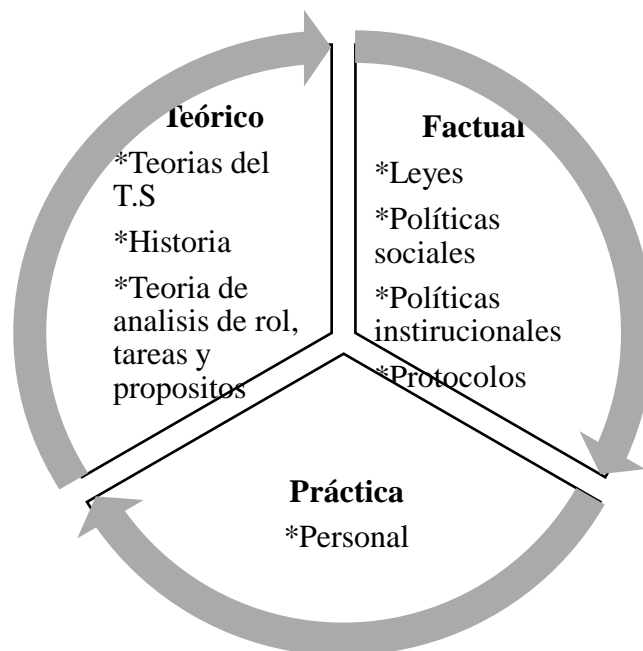 Teórico
*Teorias del
T.S
*Historia
*Teoria de
analisis de rol,
tareas y
propositos
Factual
*Leyes
*Políticas
sociales
*Políticas
instirucionales
*Protocolos
Práctica
*Personal